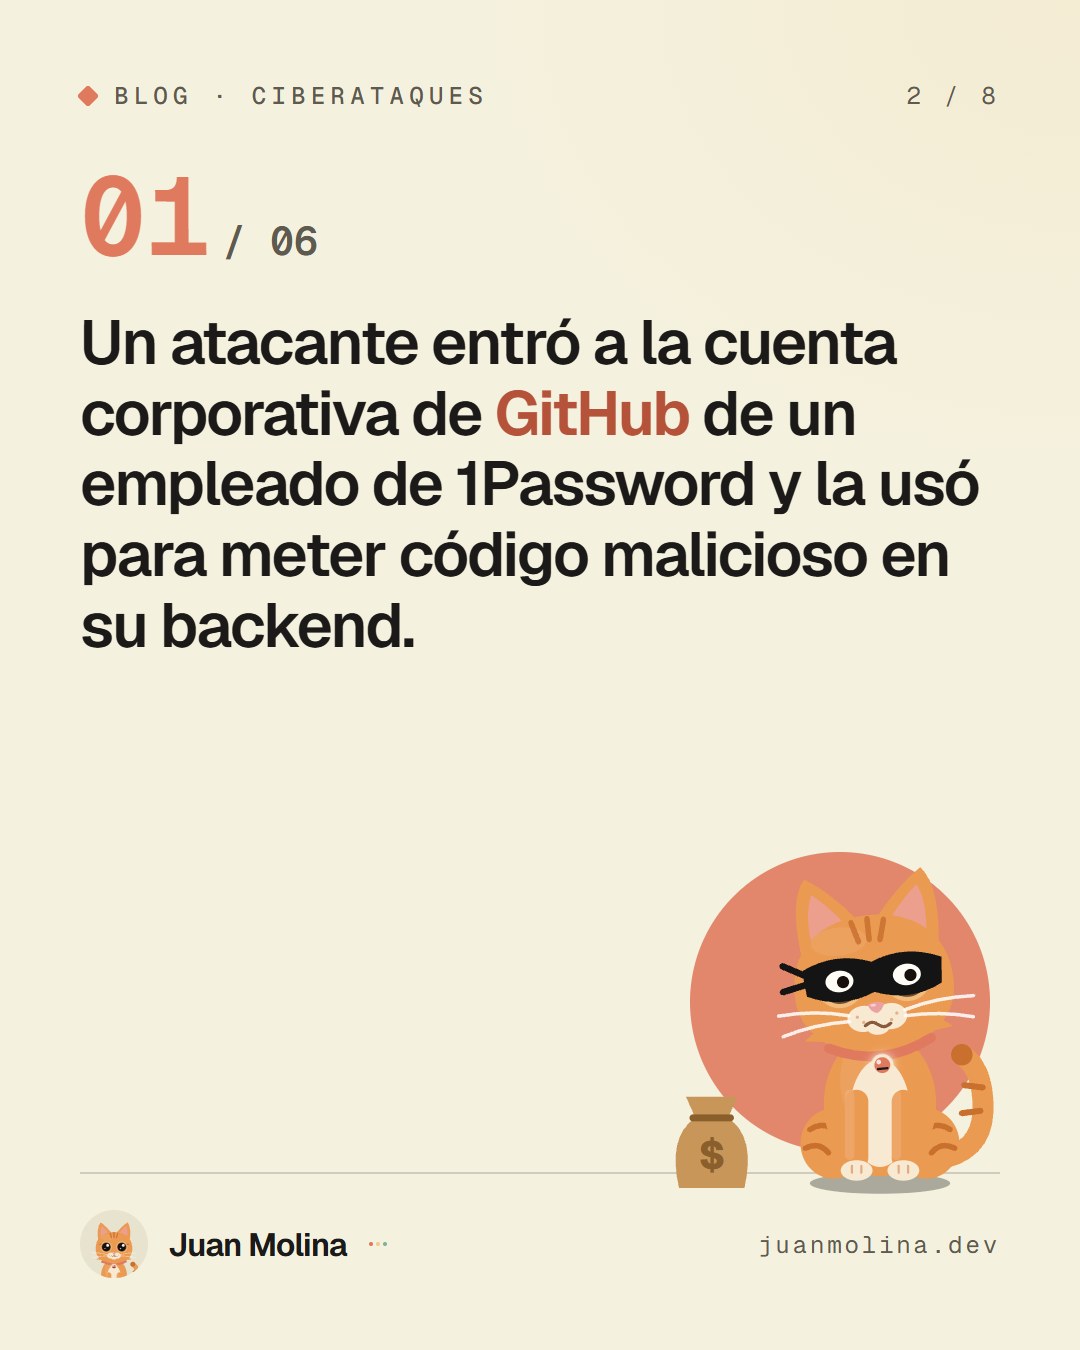 BLOG · CIBERATAQUES
2 / 8
01 / 06
Un atacante entró a la cuenta
corporativa de GitHub de un
empleado de 1Password y la usó
para meter código malicioso en
su backend.
$
Juan Molina
juanmolina.dev